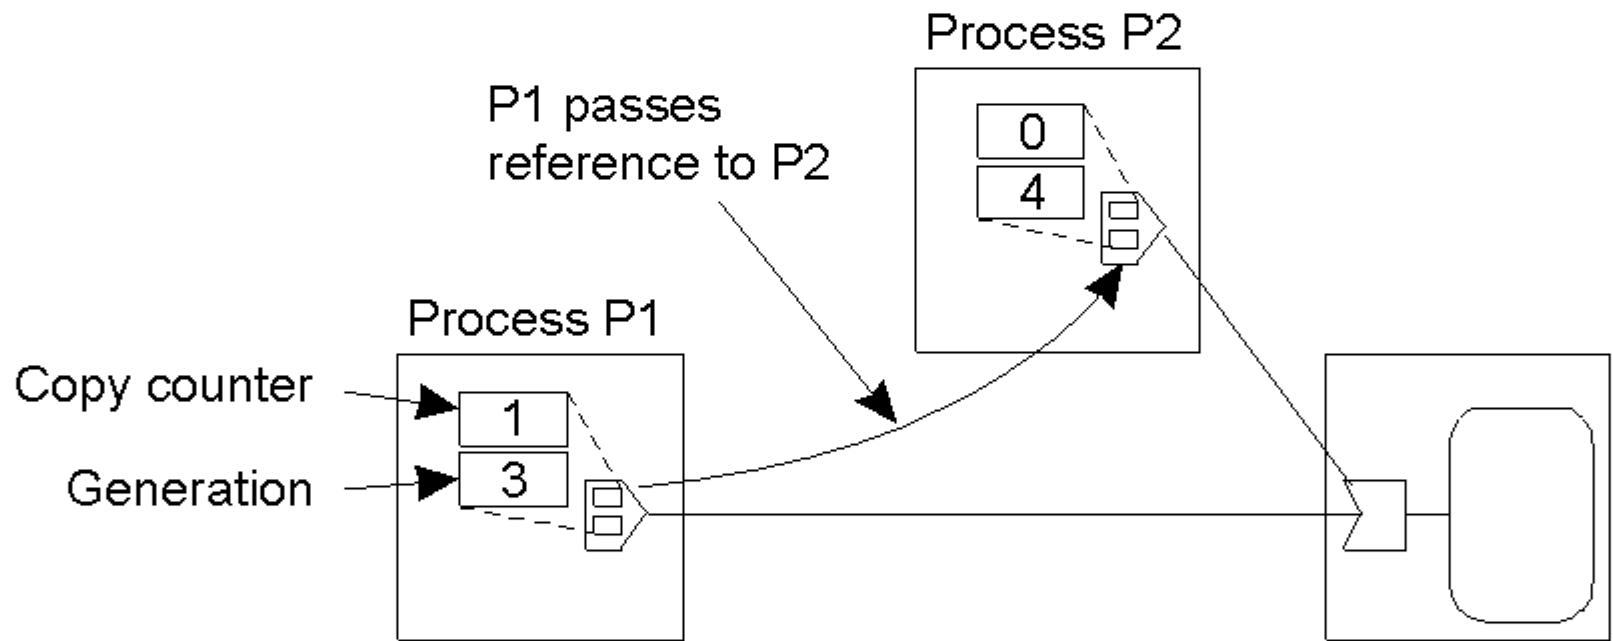 Process P2
P1 passes
reference to P2
0
4
Process P1
Copy counter
1
Generation
3